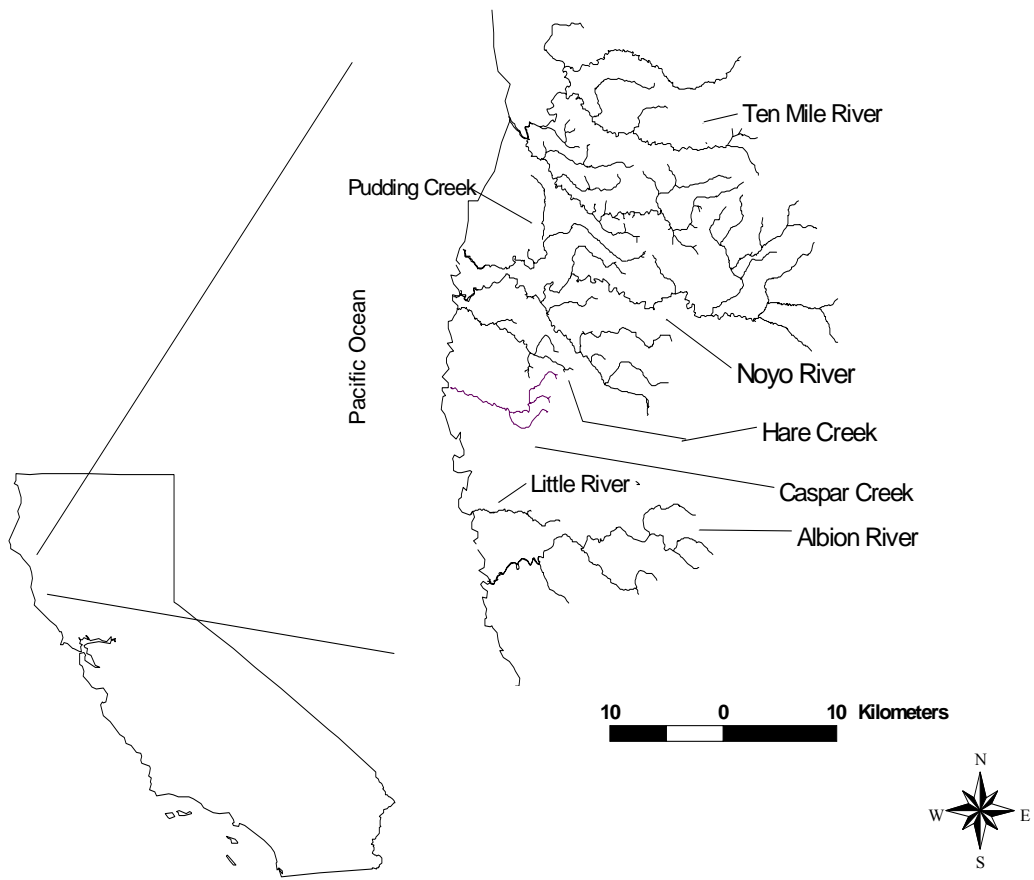 Ten Mile River
Pudding Creek
Pacific Ocean
Noyo River
Hare Creek
Little River
Caspar Creek
Albion River
10 0 10 Kilometers
N
W E
S